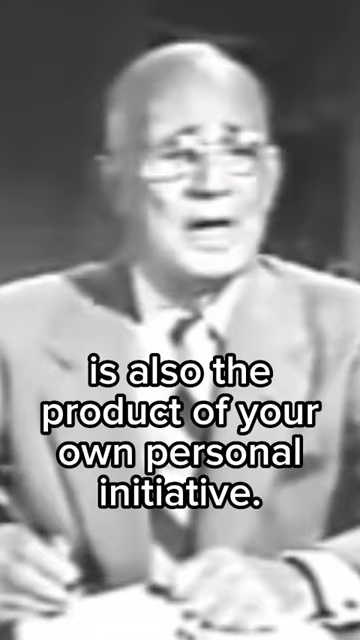 is also the
product of your
own personal
initiative.